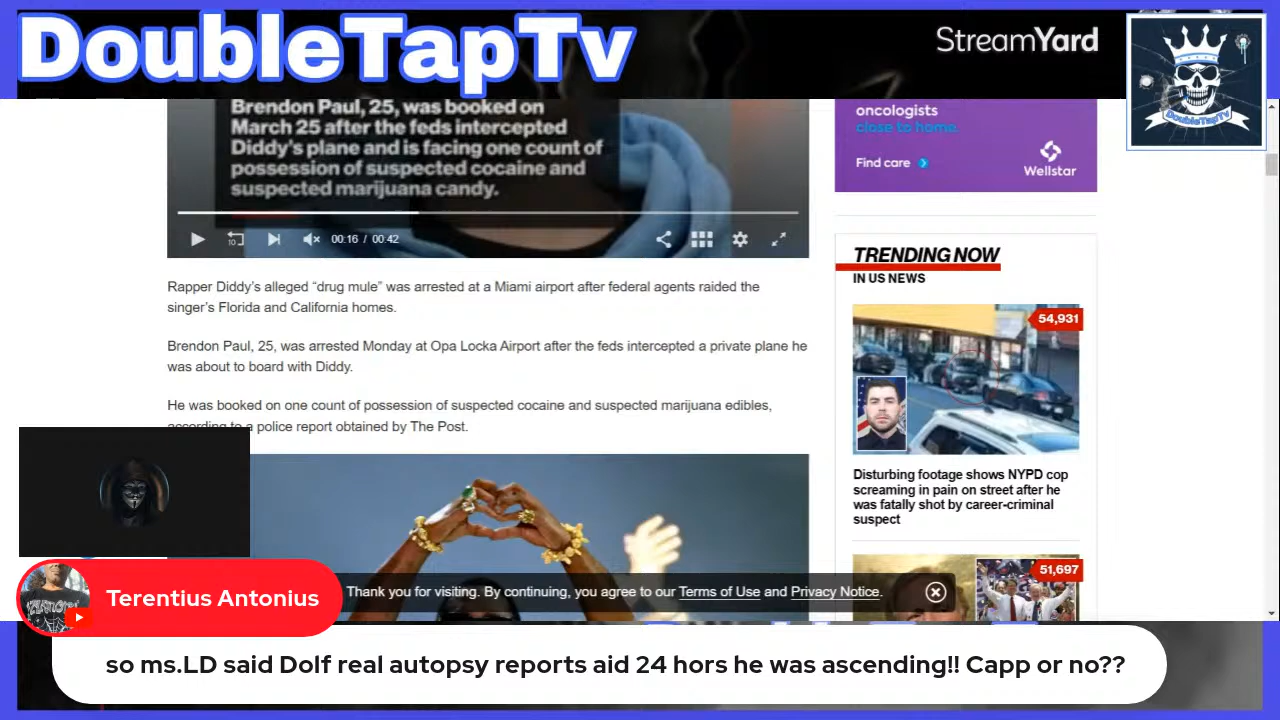 DoubleTapTv
StreamYard
DoubleTapTv
Brendon Paul, 25, was booked on
March 25 after the feds intercepted
Diddy's plane and is facing one count of
possession of suspected cocaine and
suspected marijuana candy.
10
00:16 / 00:42
Rapper Diddy's alleged “drug mule” was arrested at a Miami airport after federal agents raided the
singer's Florida and California homes.
Brendon Paul, 25, was arrested Monday at Opa Locka Airport after the feds intercepted a private plane he
was about to board with Diddy.
He was booked on one count of possession of suspected cocaine and suspected marijuana edibles,
according to a police report obtained by The Post.
oncologists
close to home.
Find care
Wellstar
TRENDING NOW
IN US NEWS
54,931
Disturbing footage shows NYPD cop
screaming in pain on street after he
was fatally shot by career-criminal
suspect
51,697
Thank you for visiting. By continuing, you agree to our Terms of Use and Privacy Notice.
Terentius Antonius
so ms.LD said Dolf real autopsy reports aid 24 hors he was ascending!! Capp or no??